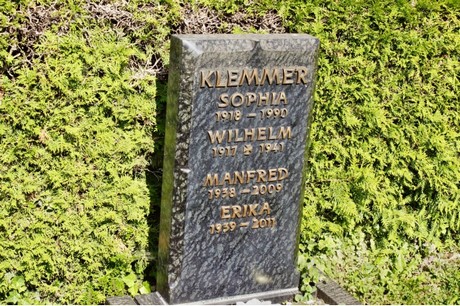 KLEMMER
SOPHIA
1918 – 1990
WILHELM
1917 ✠ 1941
MANFRED
1938 – 2009
ERIKA
1939 – 2011